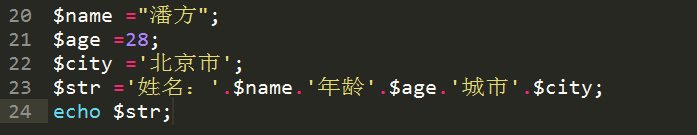 20 $name ="潘方";
21 $age =28;
22 $city ='北京市';
23 $str ='姓名：'.$name.'年龄'.$age.'城市'.$city;
24 echo $str;